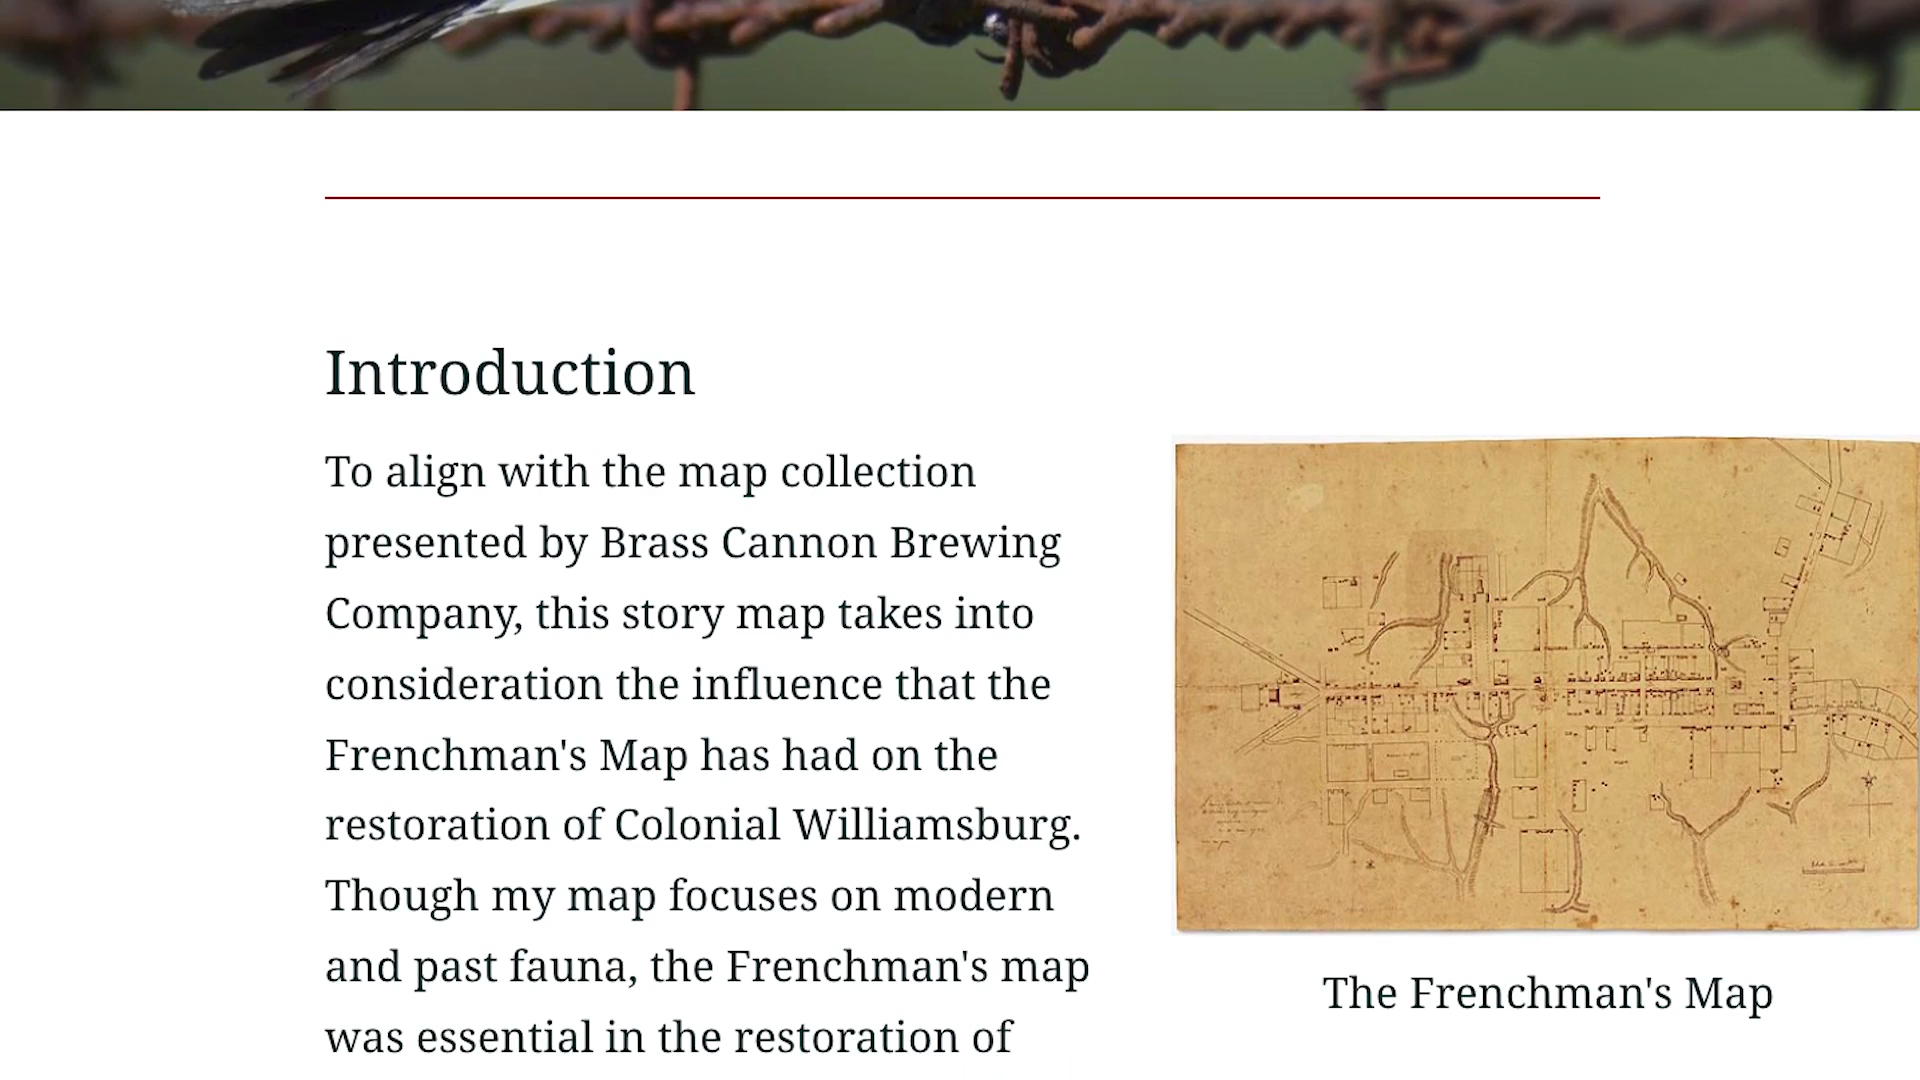 Introduction
To align with the map collection
presented by Brass Cannon Brewing
Company, this story map takes into
consideration the influence that the
Frenchman's Map has had on the
restoration of Colonial Williamsburg.
Though my map focuses on modern
and past fauna, the Frenchman's map
was essential in the restoration of
The Frenchman's Map